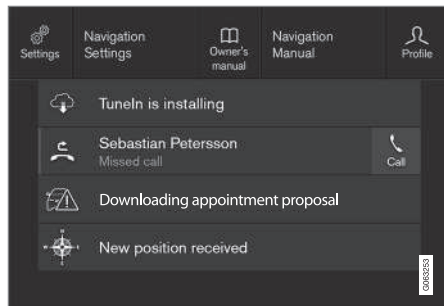 Settings
Navigation
Settings
Owner's
manual
Navigation
Manual
Profile
TuneIn is installing
Sebastian Petersson
Missed call
Call
Downloading appointment proposal
New position received
G063253